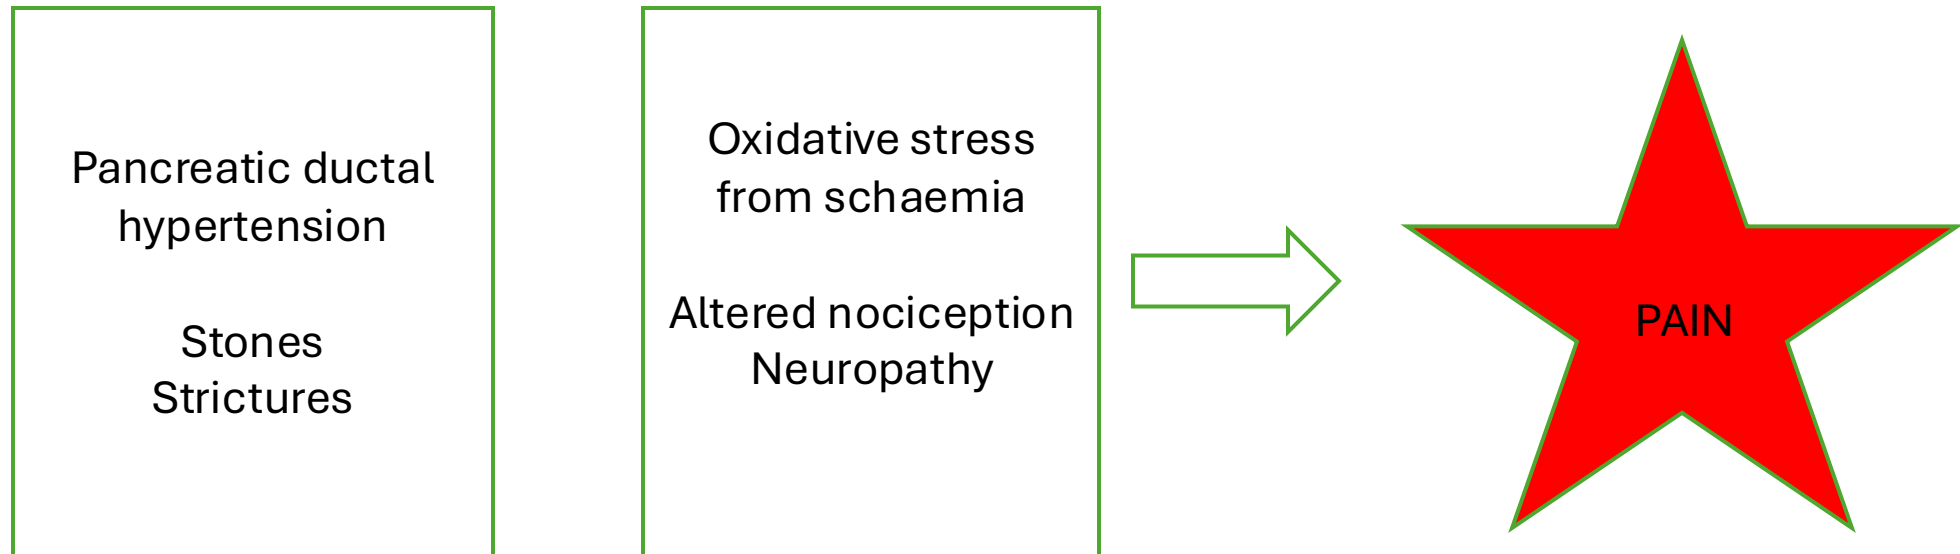 Pancreatic ductal
hypertension
Stones
Strictures
Oxidative stress
from schaemia
Altered nociception
Neuropathy
PAIN